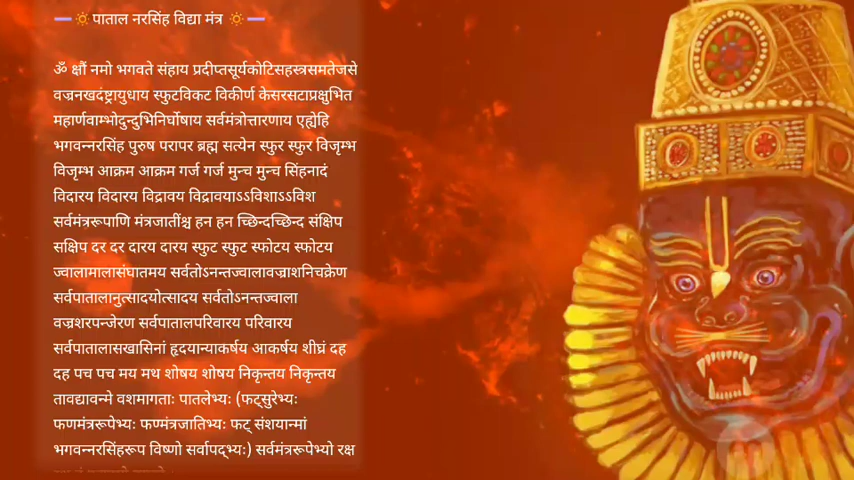 पाताल नरसिंह विद्या मंत्र
ॐ क्षौं नमो भगवते संहाय प्रदीप्तसूर्यकोटिसहस्त्रसमतेजसे
वज्रनखदंष्ट्रायुधाय स्फुटविकट विकीर्ण केसरसटाप्रक्षुभित
महार्णवाम्भोदुन्दुभिनिर्घोषाय सर्वमंत्रोत्तारणाय एह्येहि
भगवन्नरसिंह पुरुष परापर ब्रह्म सत्येन स्फुर स्फुर विजृम्भ
विजृम्भ आक्रम आक्रम गर्ज गर्ज मुन्च मुन्च सिंहनादं
विदारय विदारय विद्रावय विद्रावयाऽऽविशाऽऽविश
सर्वमंत्ररूपाणि मंत्रजातींश्च हन हन च्छिन्दच्छिन्द संक्षिप
सक्षिप दर दर दारय दारय स्फुट स्फुट स्फोटय स्फोटय
ज्वालामालासंघातमय सर्वतोऽनन्तज्वालावज्राशनिचक्रेण
सर्वपातालानुत्सादयोत्सादय सर्वतोऽनन्तज्वाला
वज्रशरपन्जेरण सर्वपातालपरिवारय परिवारय
सर्वपातालासखासिनां हृदयान्याकर्षय आकर्षय शीघ्रं दह
दह पच पच मय मथ शोषय शोषय निकृन्तय निकृन्तय
तावद्यावन्मे वशमागताः पातलेभ्यः (फट्सुरेभ्यः
फणमंत्ररूपेभ्यः फण्मंत्रजातिभ्यः फट् संशयान्मां
भगवन्नरसिंहरूप विष्णो सर्वापद्भ्यः) सर्वमंत्ररूपेभ्यो रक्ष